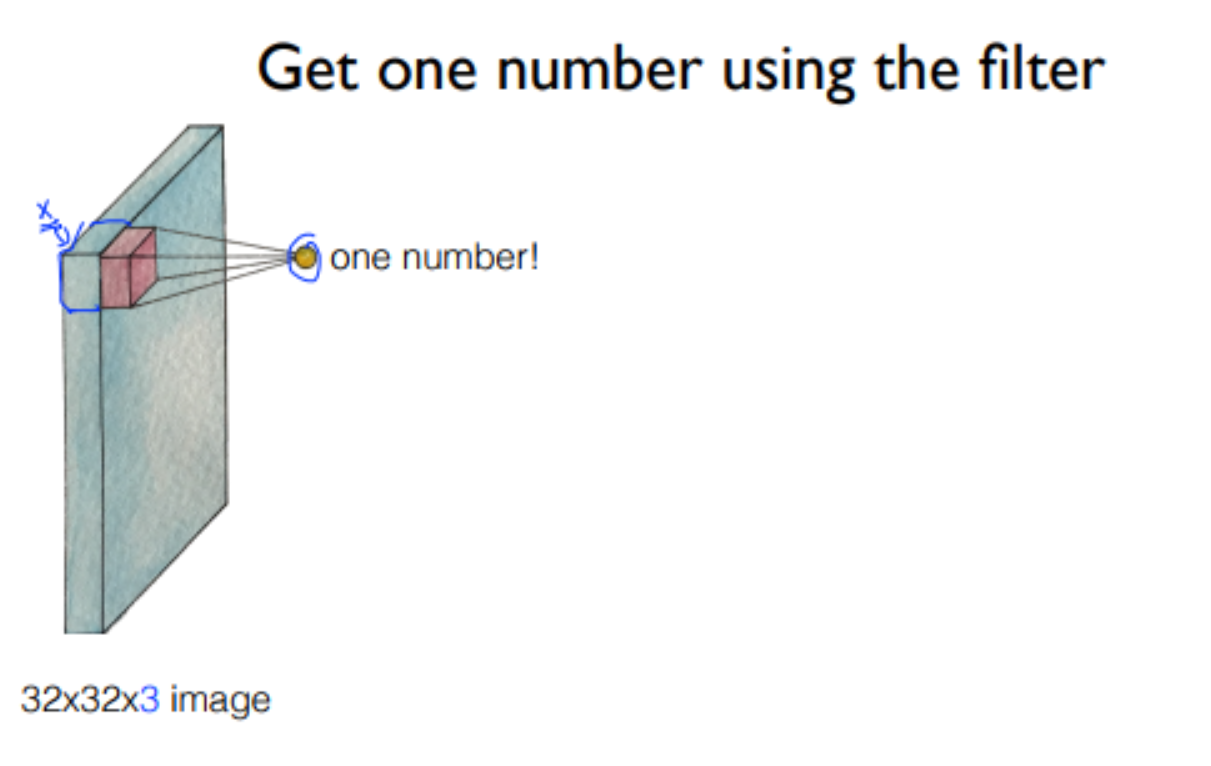 Get one number using the filter
x
one number!
32x32x3 image